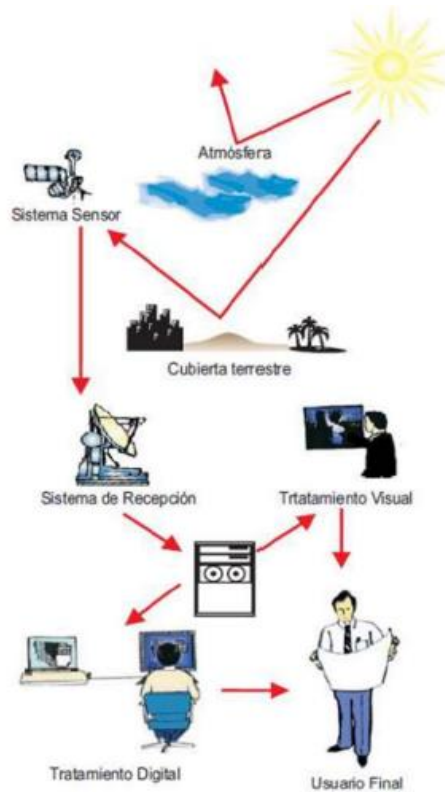 Atmósfera
Sistema Sensor
Cubierta terrestre
Sistema de Recepción
Trtatamiento Visual
Tratamiento Digital
Usuario Final